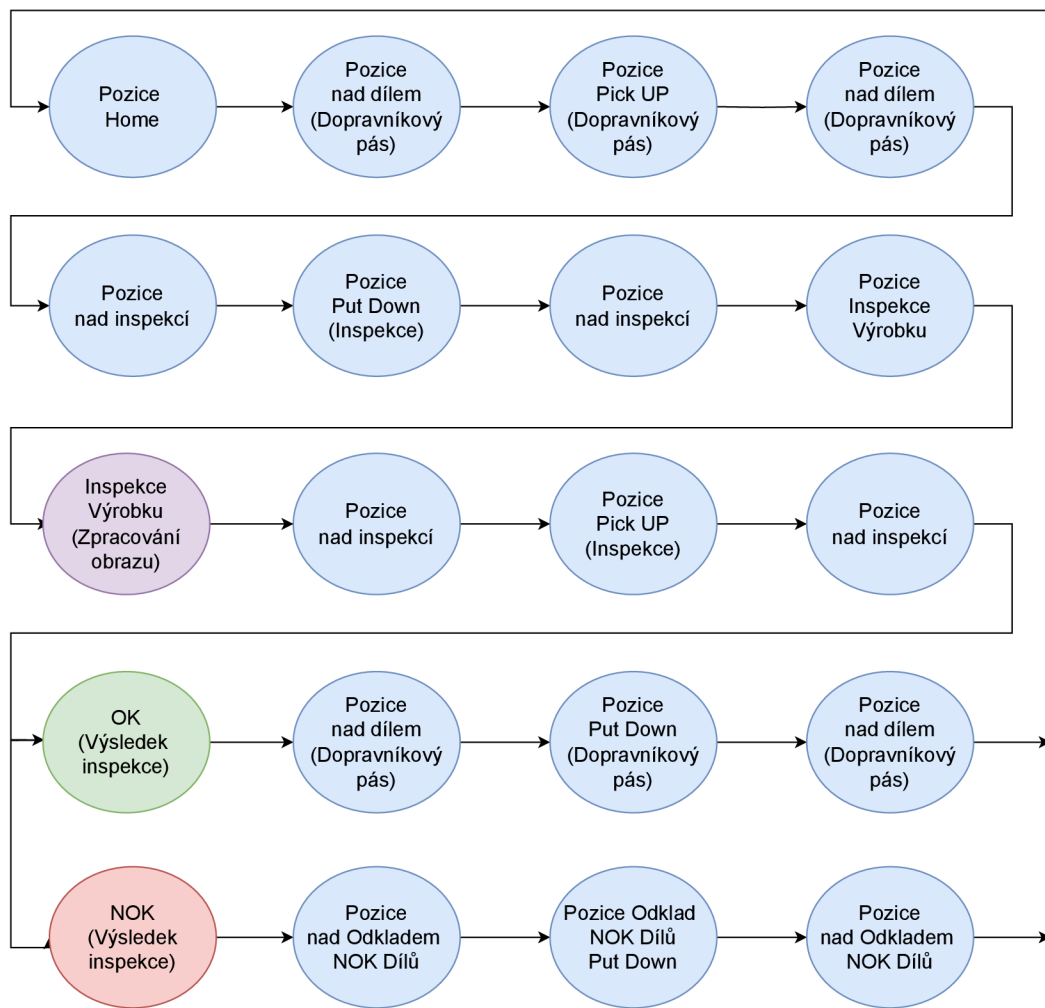 Pozice
Home
Pozice
nad dílem
(Dopravníkový
pás)
Pozice
Pick UP
(Dopravníkový
pás)
Pozice
nad dílem
(Dopravníkový
pás)
Pozice
nad inspekcí
Pozice
Put Down
(Inspekce)
Pozice
nad inspekcí
Pozice
Inspekce
Výrobku
Inspekce
Výrobku
(Zpracování
obrazu)
Pozice
nad inspekcí
Pozice
Pick UP
(Inspekce)
Pozice
nad inspekcí
OK
(Výsledek
inspekce)
Pozice
nad dílem
(Dopravníkový
pás)
Pozice
Put Down
(Dopravníkový
pás)
Pozice
nad dílem
(Dopravníkový
pás)
NOK
(Výsledek
inspekce)
Pozice
nad Odkladem
NOK Dílů
Pozice Odklad
NOK Dílů
Put Down
Pozice
nad Odkladem
NOK Dílů